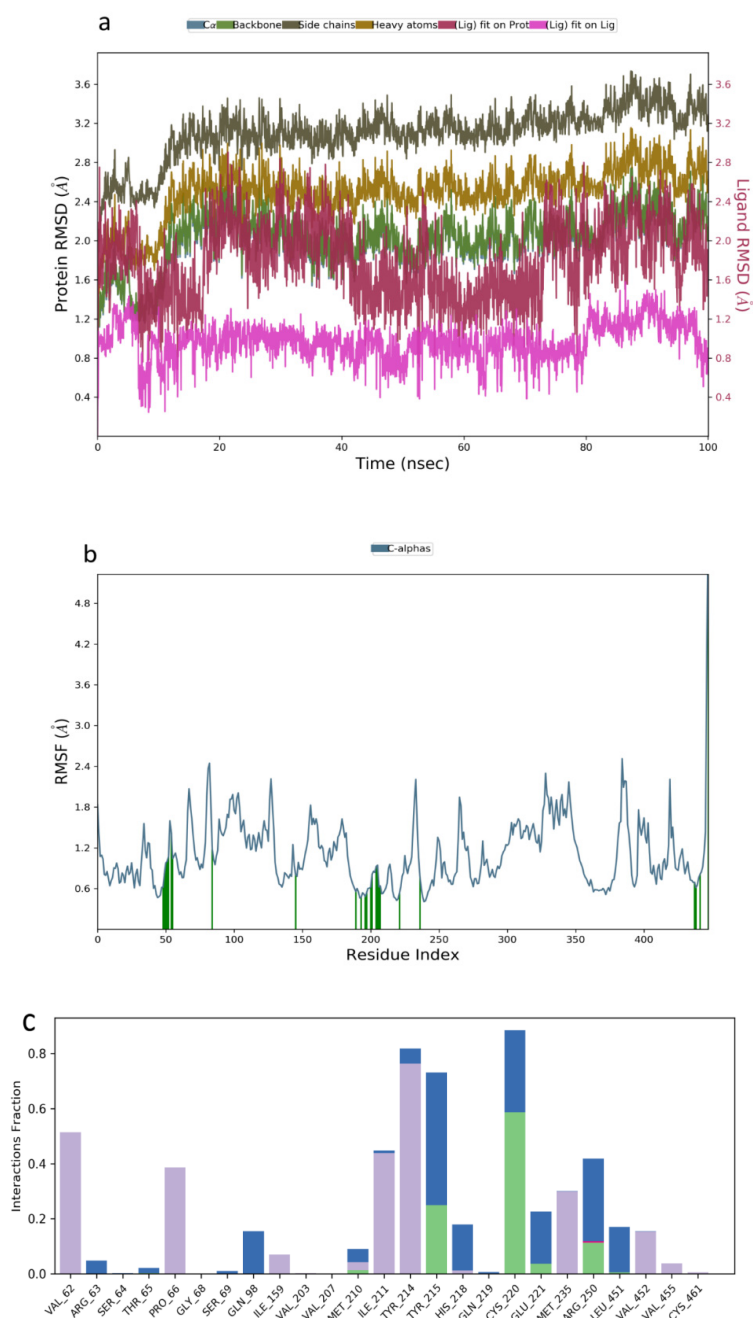 a
Cα Backbone Side chains Heavy atoms (Lig) fit on Prot (Lig) fit on Lig
3.6 3.6
3.2 3.2
2.8 2.8
2.4 2.4
2.0 2.0
1.6 1.6
1.2 1.2
0.8 0.8
0.4 0.4
Protein RMSD (Å)
Ligand RMSD (Å)
0 20 40 60 80 100
Time (nsec)
b
C-alphas
4.8
4.2
3.6
3.0
2.4
1.8
1.2
0.6
RMSF (Å)
0 50 100 150 200 250 300 350 400
Residue Index
c
0.8
0.6
0.4
0.2
0.0
Interactions Fraction
VAL_62 ARG_63 SER_64 THR_65 PRO_66 GLY_68 SER_69 GLN_98 ILE_159 VAL_203 VAL_207 MET_210 ILE_211 TYR_214 TYR_215 HIS_218 GLN_219 CYS_220 GLU_221 MET_235 ARG_250 LEU_451 VAL_452 VAL_455 CYS_461